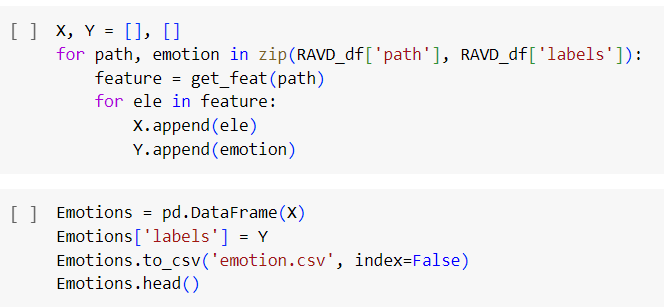 [ ] X, Y = [], []
for path, emotion in zip(RAVD_df['path'], RAVD_df['labels']):
    feature = get_feat(path)
    for ele in feature:
        X.append(ele)
        Y.append(emotion)
[ ] Emotions = pd.DataFrame(X)
Emotions['labels'] = Y
Emotions.to_csv('emotion.csv', index=False)
Emotions.head()